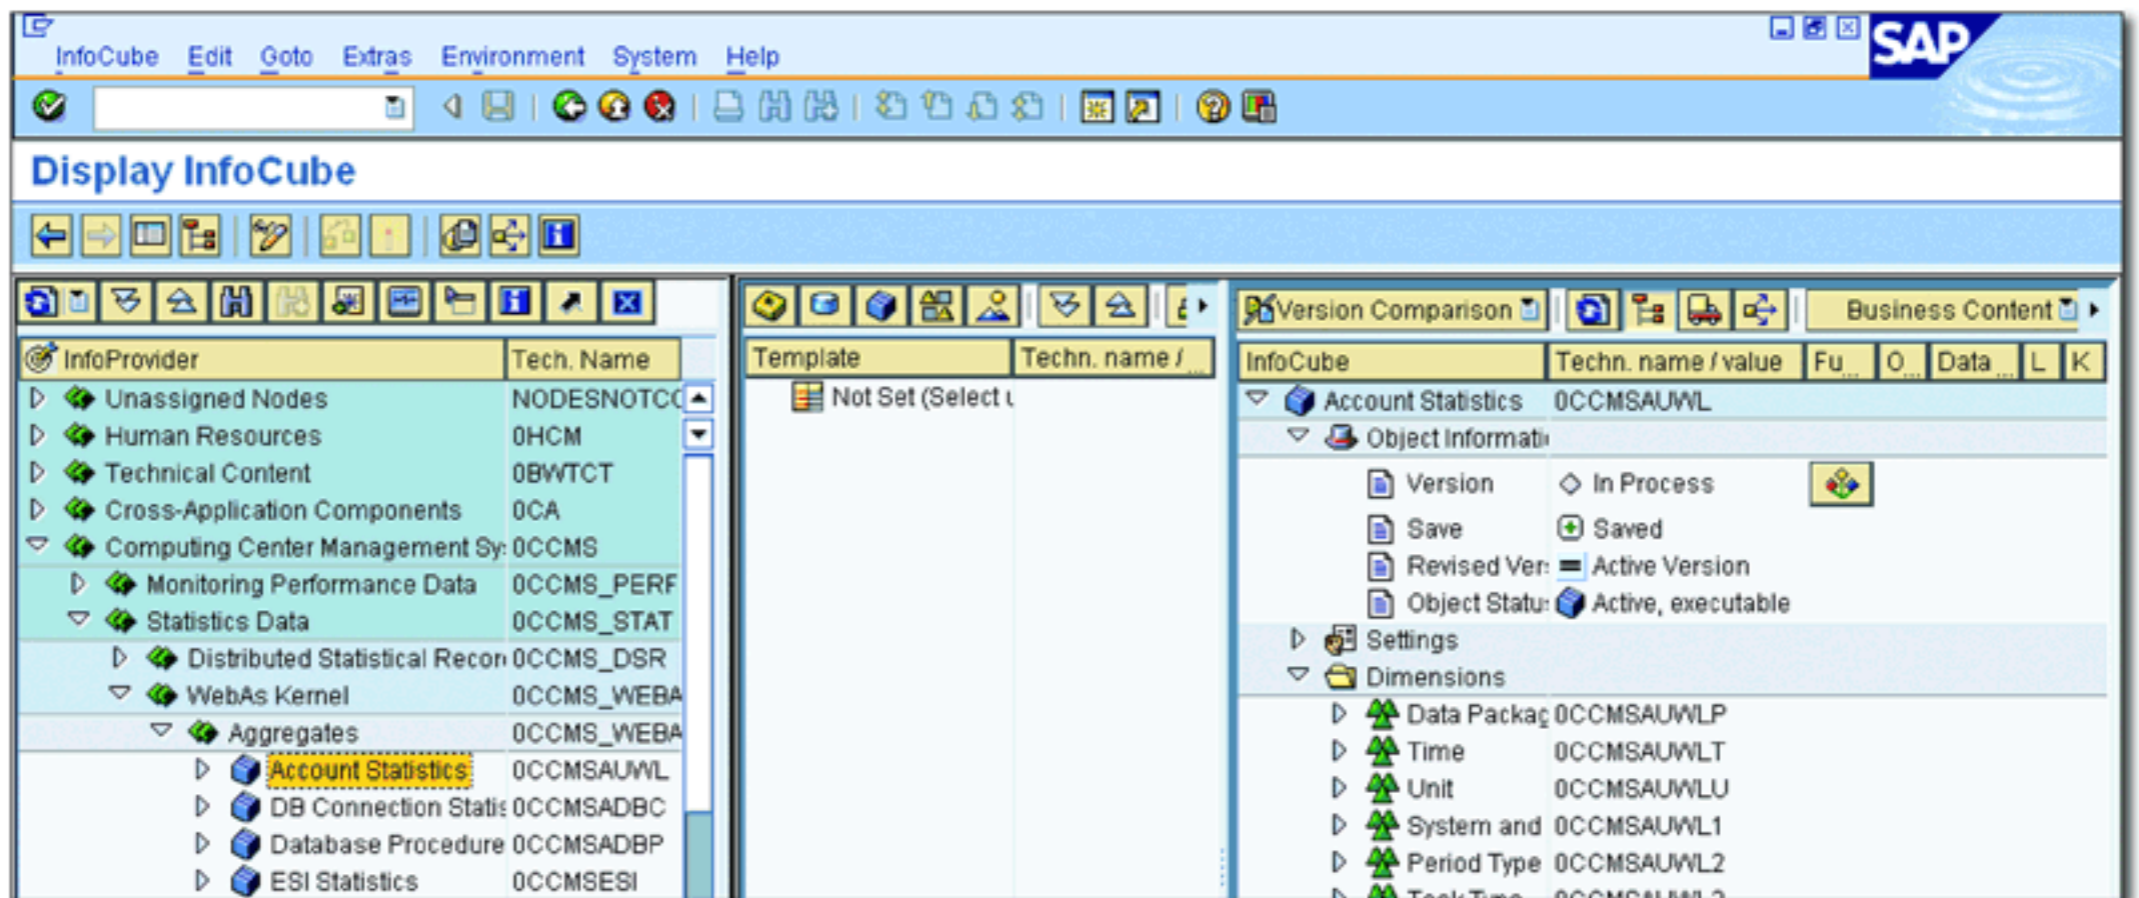 InfoCube Edit Goto Extras Environment System Help
SAP
Display InfoCube
InfoProvider Tech. Name
Unassigned Nodes NODESNOTCO
Human Resources 0HCM
Technical Content 0BWTCT
Cross-Application Components 0CA
Computing Center Management Sy 0CCMS
Monitoring Performance Data 0CCMS_PERF
Statistics Data 0CCMS_STAT
Distributed Statistical Recor 0CCMS_DSR
WebAs Kernel 0CCMS_WEBA
Aggregates 0CCMS_WEBA
Account Statistics 0CCMSAUWL
DB Connection Statis 0CCMSADBC
Database Procedure 0CCMSADBP
ESI Statistics 0CCMSESI
Template Techn. name / ...
Not Set (Select u
Version Comparison Business Content
InfoCube Techn. name / value Fu... O... Data ... L K
Account Statistics 0CCMSAUWL
Object Informati
Version In Process
Save Saved
Revised Ver Active Version
Object Statu Active, executable
Settings
Dimensions
Data Packag 0CCMSAUWLP
Time 0CCMSAUWLT
Unit 0CCMSAUWLU
System and 0CCMSAUWL1
Period Type 0CCMSAUWL2